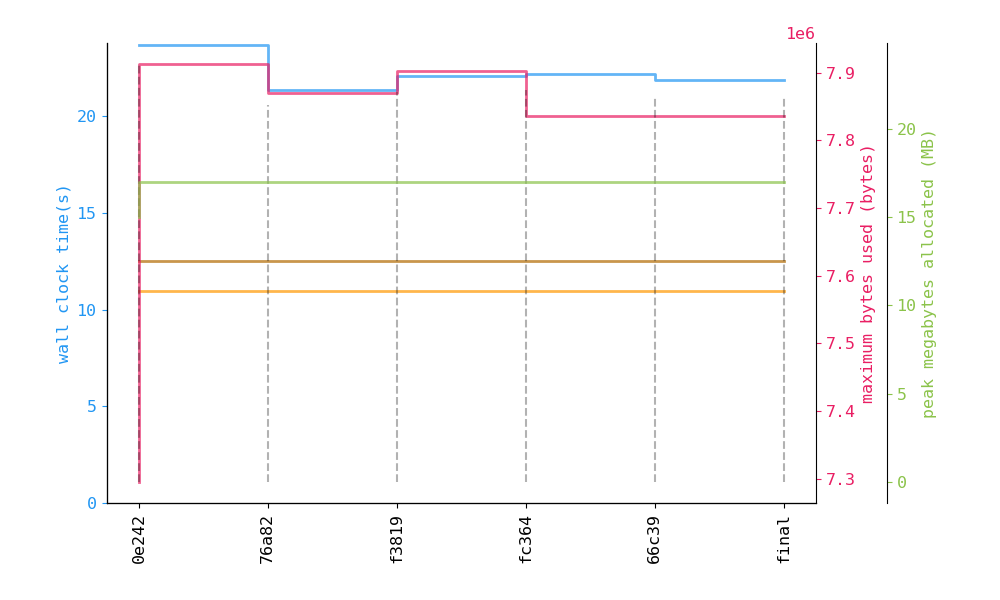 1e6
20
15
10
5
0
wall clock time(s)
7.9
7.8
7.7
7.6
7.5
7.4
7.3
maximum bytes used (bytes)
20
15
10
5
0
peak megabytes allocated (MB)
0e242
76a82
f3819
fc364
66c39
final